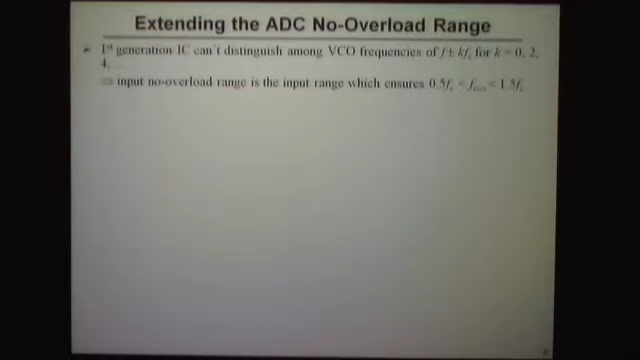 Extending the ADC No-Overload Range
1st generation IC can't distinguish among VCO frequencies of f ± kfs for k = 0, 2,
4,
⇒ input no-overload range is the input range which ensures 0.5fs < fvco < 1.5fs